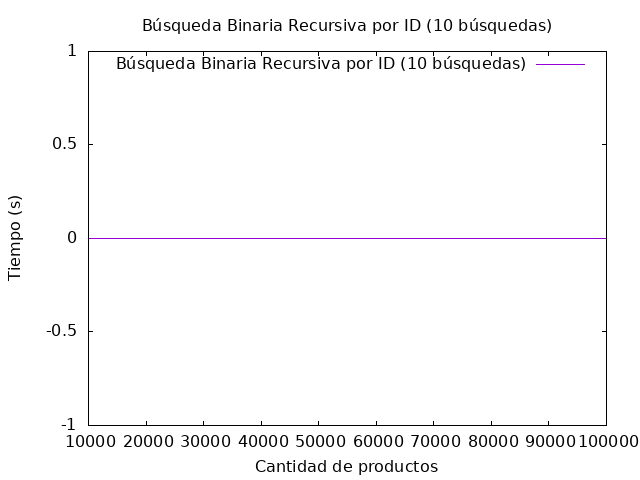 Búsqueda Binaria Recursiva por ID (10 búsquedas)
Búsqueda Binaria Recursiva por ID (10 búsquedas)
1
0.5
0
-0.5
-1
Tiempo (s)
10000 20000 30000 40000 50000 60000 70000 80000 90000 100000
Cantidad de productos